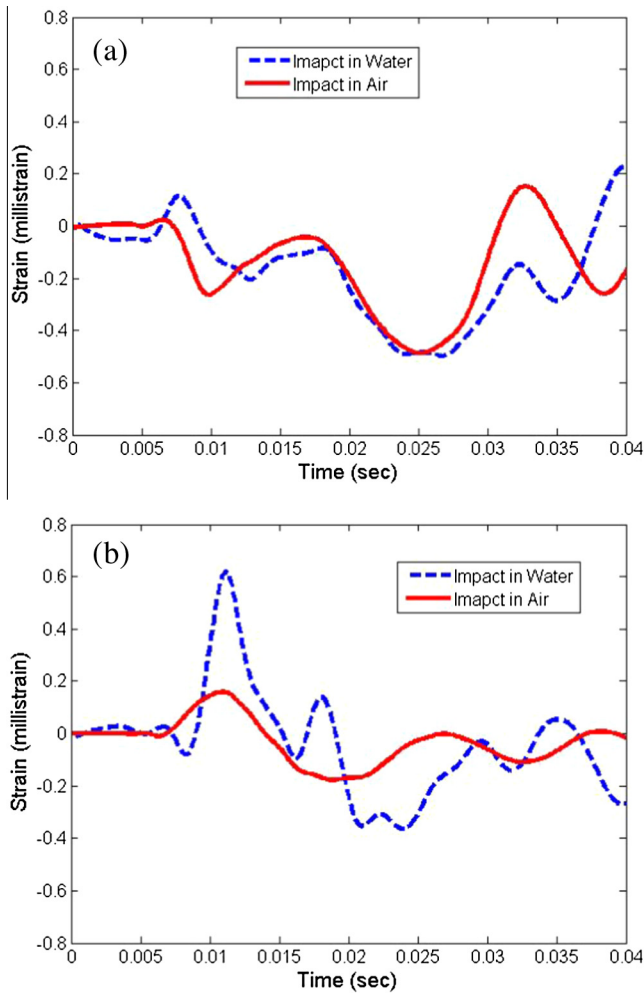 (a)
Imapct in Water
Impact in Air
0.8
0.6
0.4
0.2
0
-0.2
-0.4
-0.6
-0.8
Strain (millistrain)
0 0.005 0.01 0.015 0.02 0.025 0.03 0.035 0.04
Time (sec)
(b)
Impact in Water
Imapct in Air
0.8
0.6
0.4
0.2
0
-0.2
-0.4
-0.6
-0.8
Strain (millistrain)
0 0.005 0.01 0.015 0.02 0.025 0.03 0.035 0.04
Time (sec)